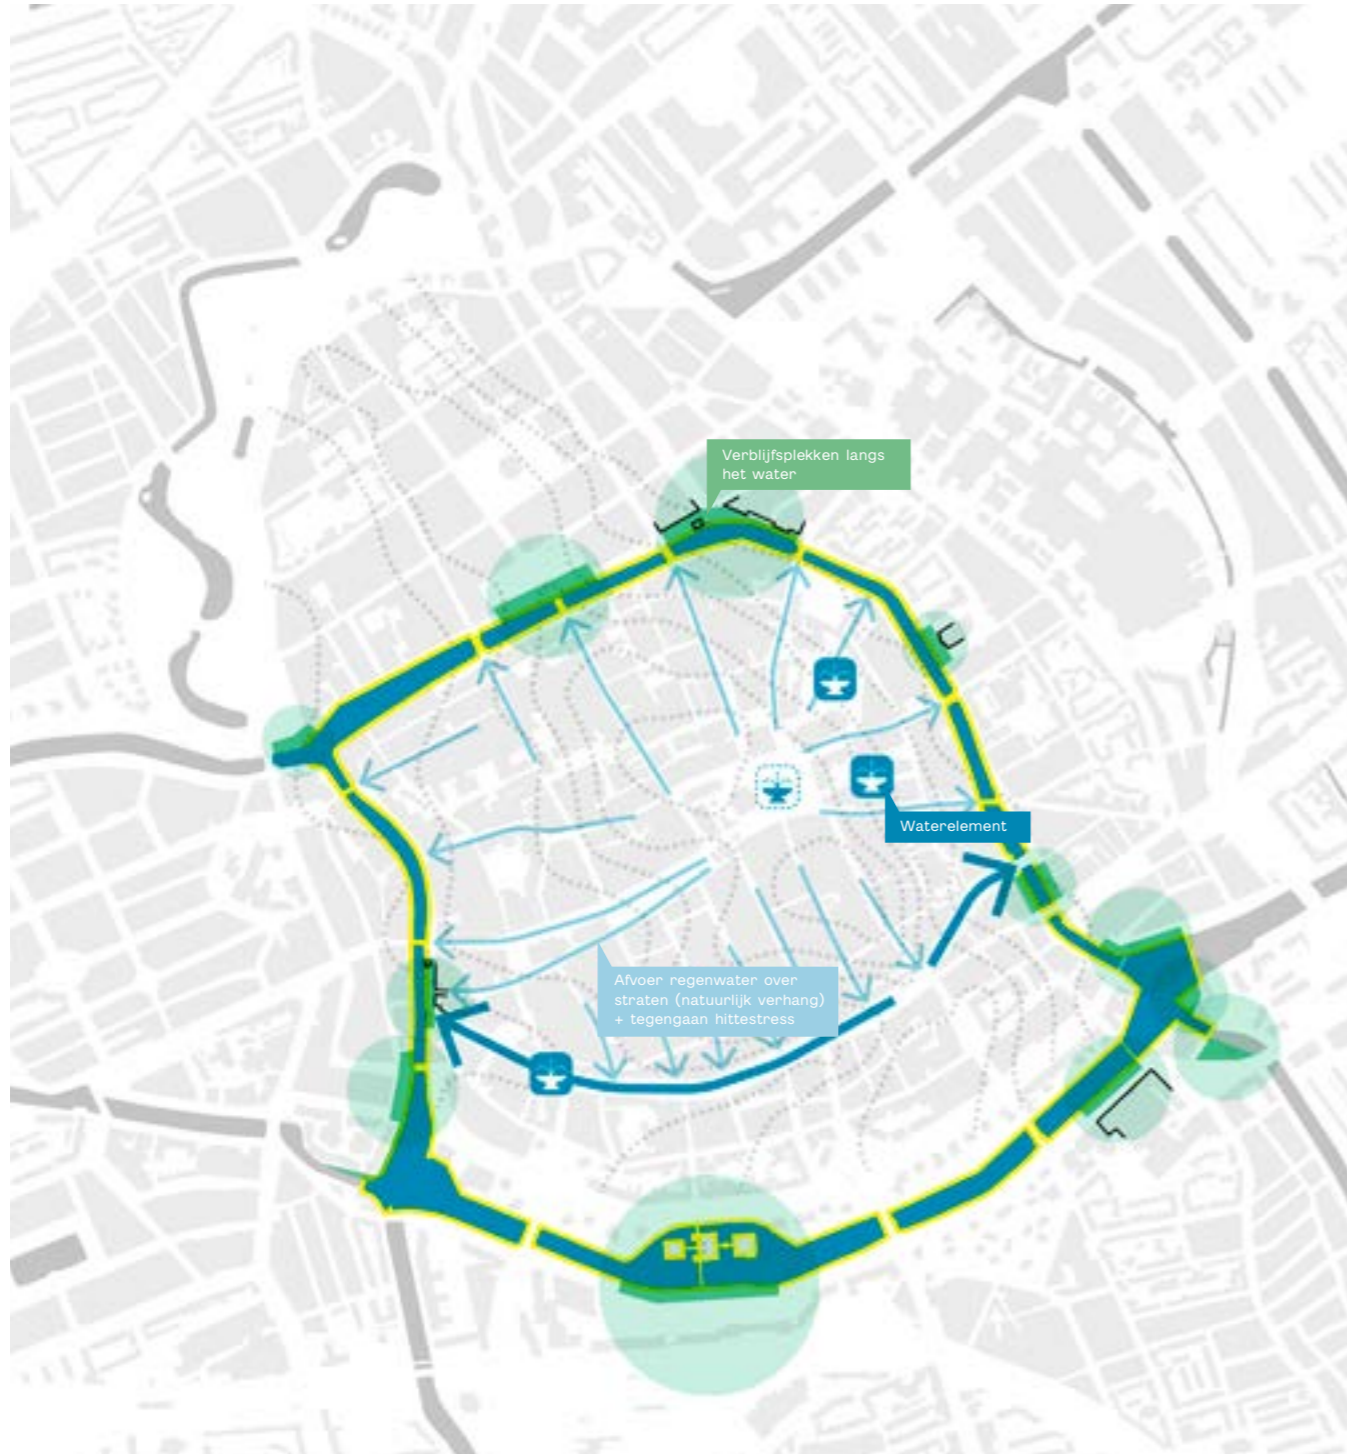 Verblijfsplekken langs
het water
Waterelement
Afvoer regenwater over
straten (natuurlijk verhang)
+ tegengaan hittestress